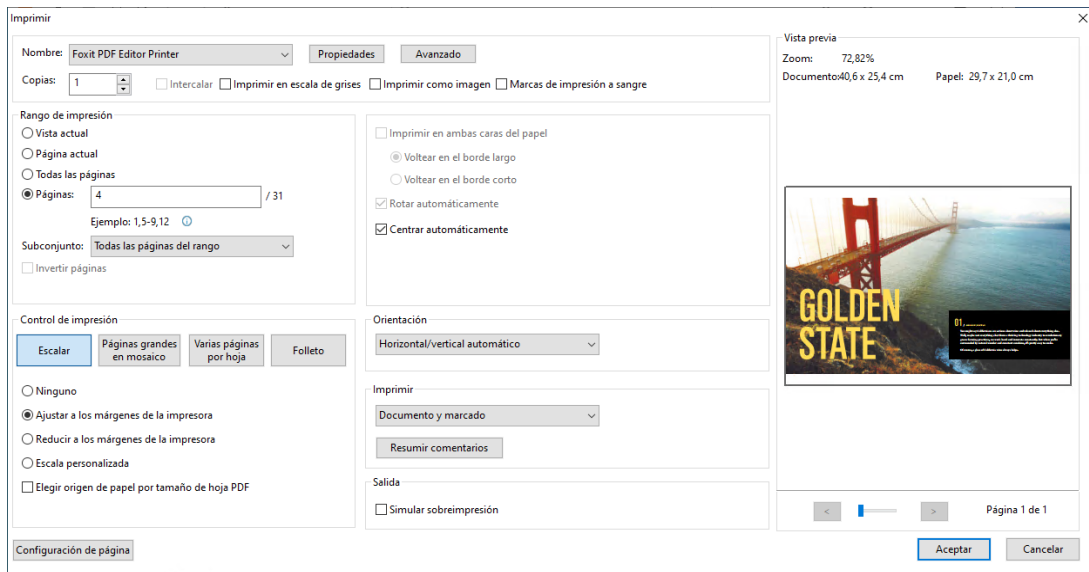 Imprimir
Nombre: Foxit PDF Editor Printer Propiedades Avanzado
Copias: 1 Intercalar Imprimir en escala de grises Imprimir como imagen Marcas de impresión a sangre
Rango de impresión
Vista actual
Página actual
Todas las páginas
Páginas: 4 / 31
Ejemplo: 1,5-9,12
Subconjunto: Todas las páginas del rango
Invertir páginas
Imprimir en ambas caras del papel
Voltear en el borde largo
Voltear en el borde corto
Rotar automáticamente
Centrar automáticamente
Control de impresión
Escalar
Páginas grandes
en mosaico
Varias páginas
por hoja
Folleto
Ninguno
Ajustar a los márgenes de la impresora
Reducir a los márgenes de la impresora
Escala personalizada
Elegir origen de papel por tamaño de hoja PDF
Orientación
Horizontal/vertical automático
Imprimir
Documento y marcado
Resumir comentarios
Salida
Simular sobreimpresión
Vista previa
Zoom: 72,82%
Documento:40,6 x 25,4 cm Papel: 29,7 x 21,0 cm
GOLDEN
STATE
01
< > Página 1 de 1
Configuración de página
Aceptar Cancelar